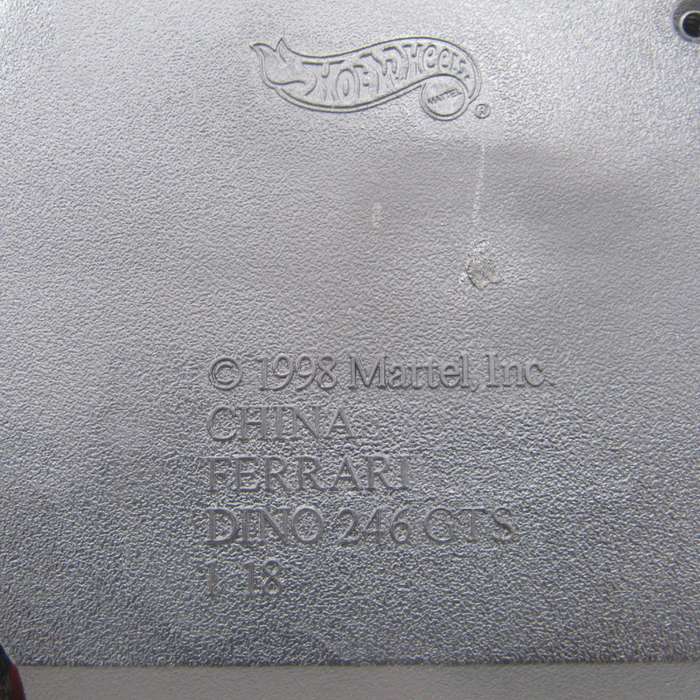 Hot Wheels
MATTEL
®
© 1998 Martel, Inc.
CHINA
FERRARI
DINO 246 GTS
1 18